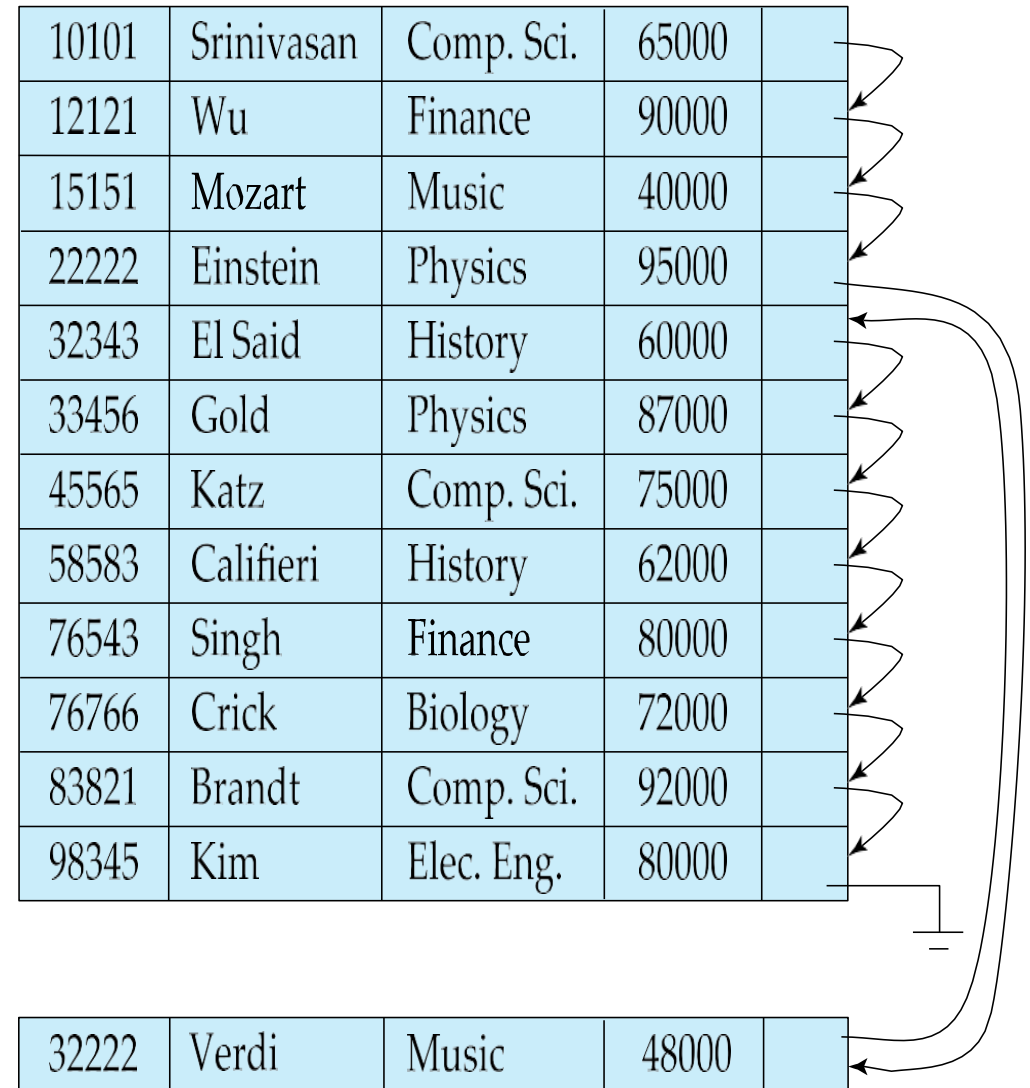 10101 Srinivasan Comp. Sci. 65000
12121 Wu Finance 90000
15151 Mozart Music 40000
22222 Einstein Physics 95000
32343 El Said History 60000
33456 Gold Physics 87000
45565 Katz Comp. Sci. 75000
58583 Califieri History 62000
76543 Singh Finance 80000
76766 Crick Biology 72000
83821 Brandt Comp. Sci. 92000
98345 Kim Elec. Eng. 80000
32222 Verdi Music 48000